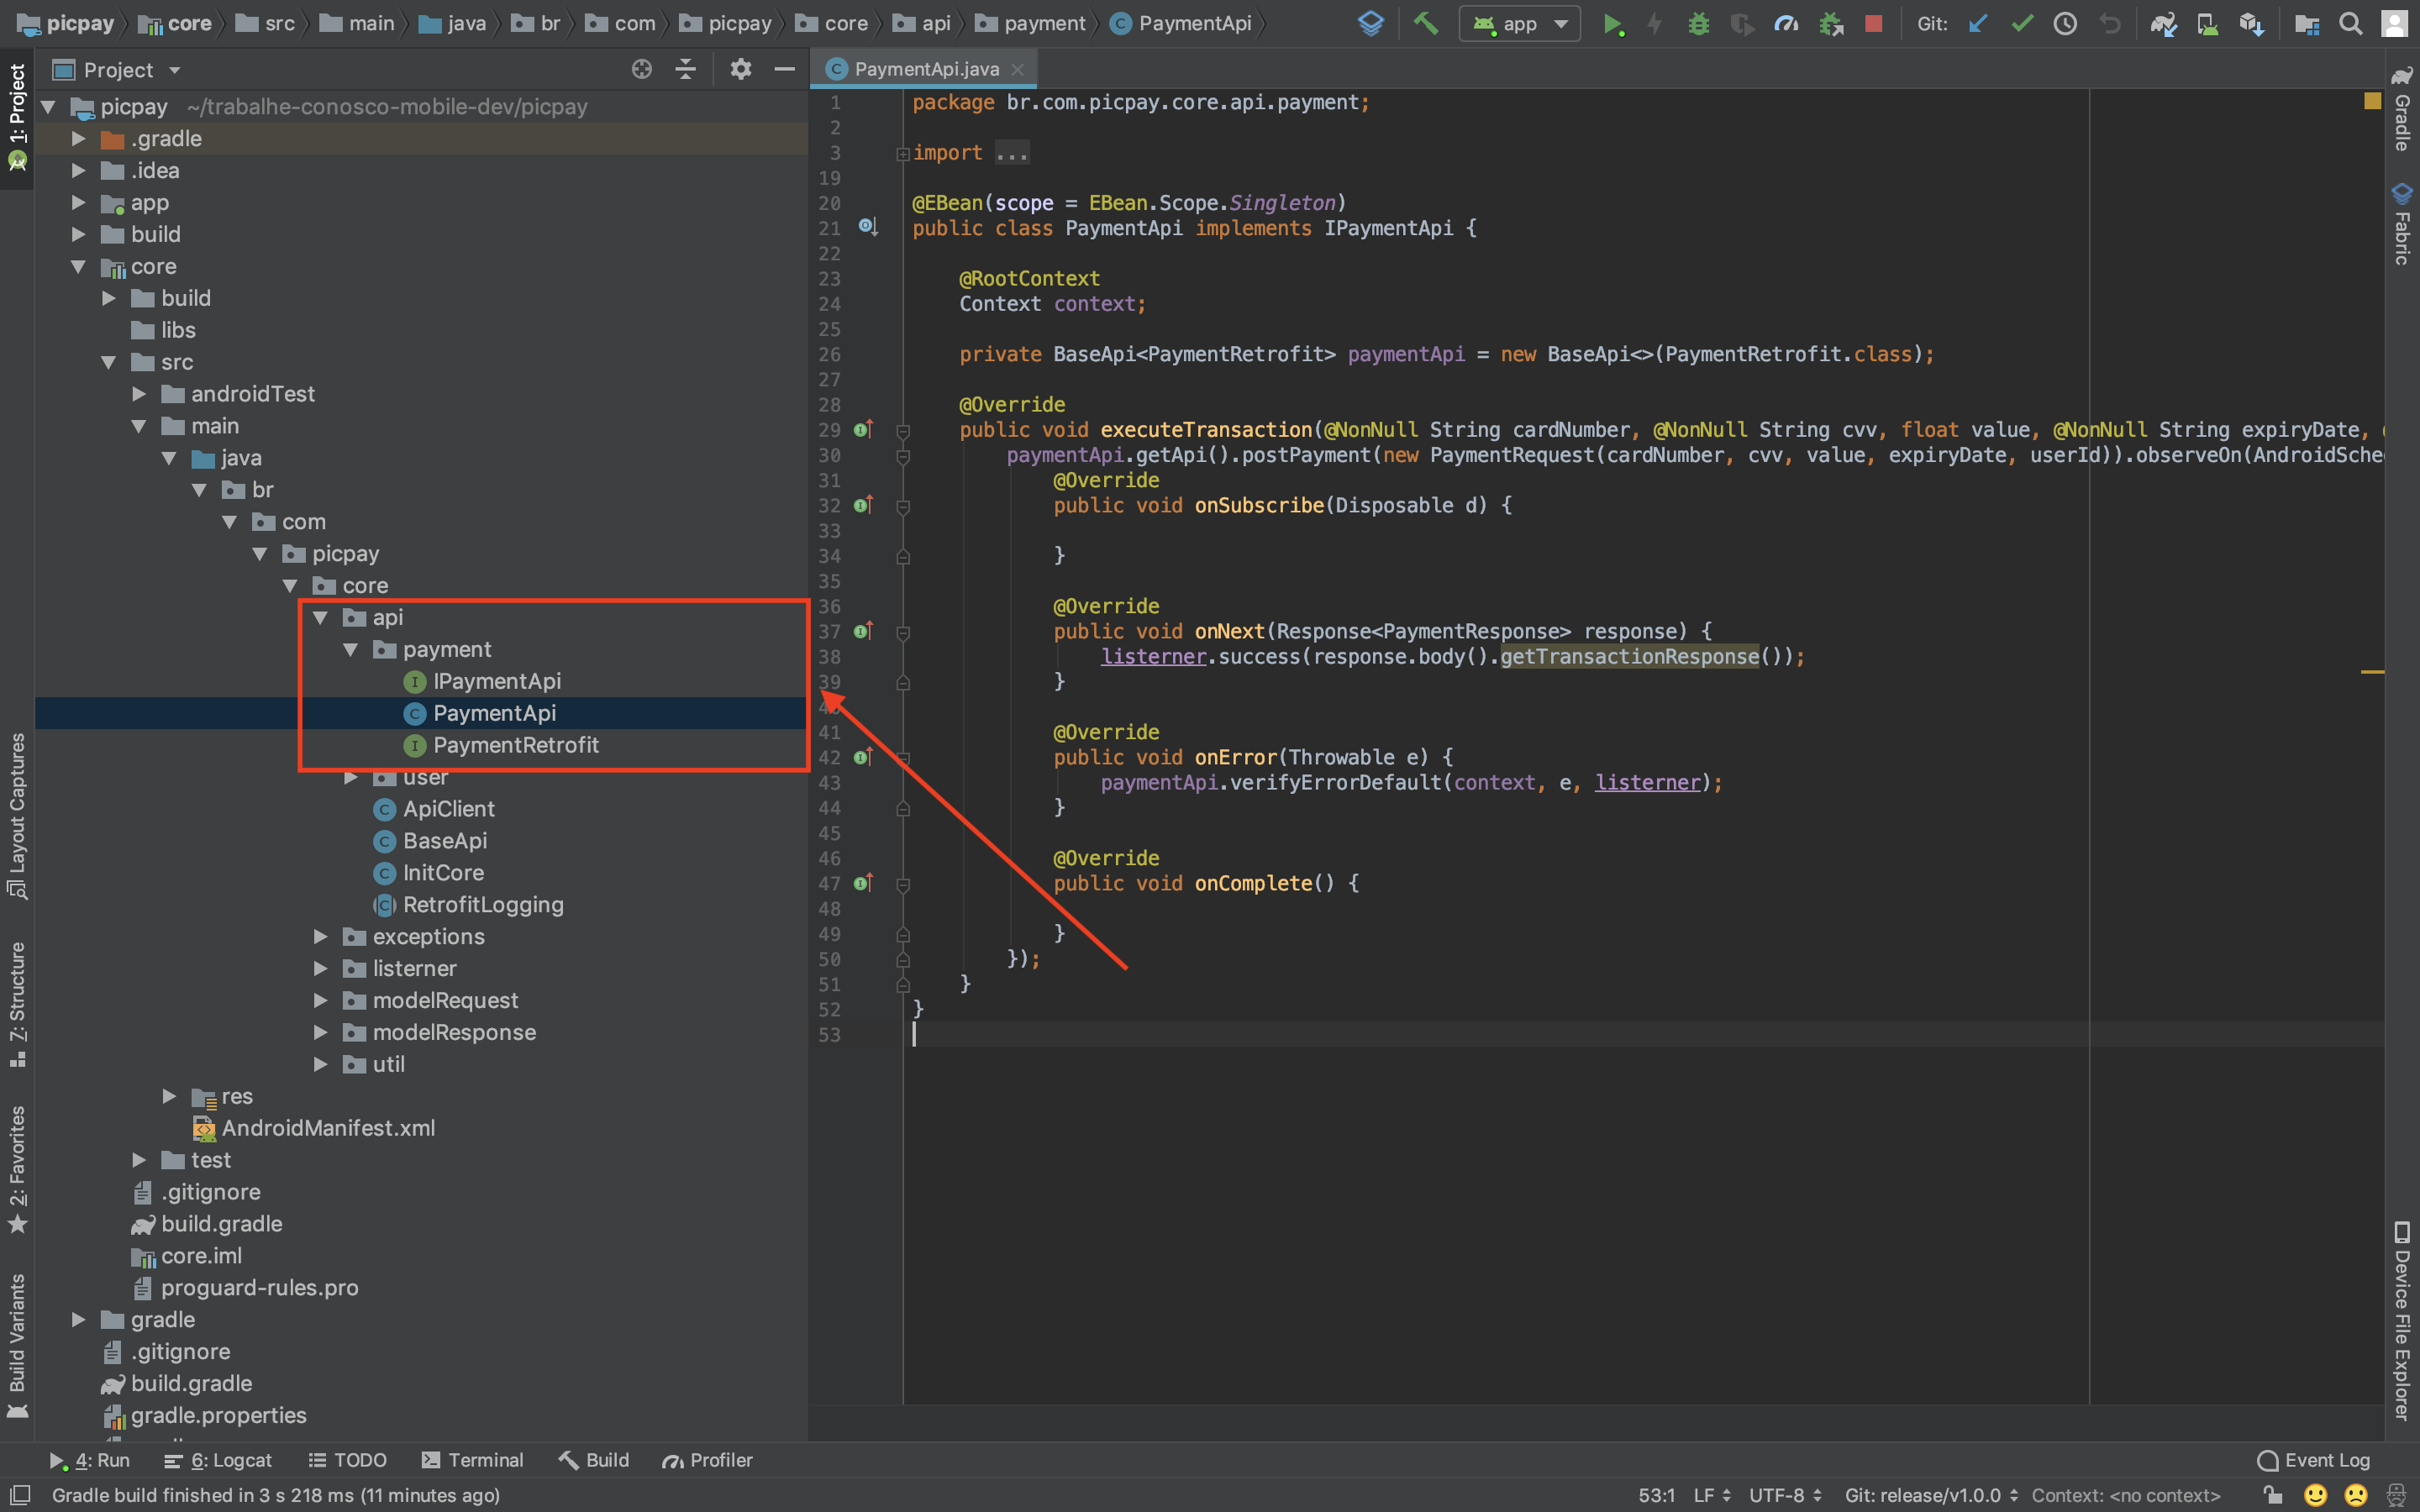 picpay core src main java br com picpay core api payment PaymentApi app Git:
Project
PaymentApi.java
1: Project
Layout Captures
7: Structure
2: Favorites
Build Variants
picpay ~/trabalhe-conosco-mobile-dev/picpay
.gradle
.idea
app
build
core
build
libs
src
androidTest
main
java
br
com
picpay
core
api
payment
IPaymentApi
PaymentApi
PaymentRetrofit
user
ApiClient
BaseApi
InitCore
RetrofitLogging
exceptions
listerner
modelRequest
modelResponse
util
res
AndroidManifest.xml
test
.gitignore
build.gradle
core.iml
proguard-rules.pro
gradle
.gitignore
build.gradle
gradle.properties
1 package br.com.picpay.core.api.payment;
2
3 import ...
19
20 @EBean(scope = EBean.Scope.Singleton)
21 public class PaymentApi implements IPaymentApi {
22
23 @RootContext
24 Context context;
25
26 private BaseApi<PaymentRetrofit> paymentApi = new BaseApi<>(PaymentRetrofit.class);
27
28 @Override
29 public void executeTransaction(@NonNull String cardNumber, @NonNull String cvv, float value, @NonNull String expiryDate,
30 paymentApi.getApi().postPayment(new PaymentRequest(cardNumber, cvv, value, expiryDate, userId)).observeOn(AndroidSche
31 @Override
32 public void onSubscribe(Disposable d) {
33
34 }
35
36 @Override
37 public void onNext(Response<PaymentResponse> response) {
38 listerner.success(response.body().getTransactionResponse());
39 }
40
41 @Override
42 public void onError(Throwable e) {
43 paymentApi.verifyErrorDefault(context, e, listerner);
44 }
45
46 @Override
47 public void onComplete() {
48
49 }
50 });
51 }
52 }
53
Gradle
Fabric
Device File Explorer
4: Run 6: Logcat TODO Terminal Build Profiler Event Log
Gradle build finished in 3 s 218 ms (11 minutes ago) 53:1 LF UTF-8 Git: release/v1.0.0 Context: <no context>